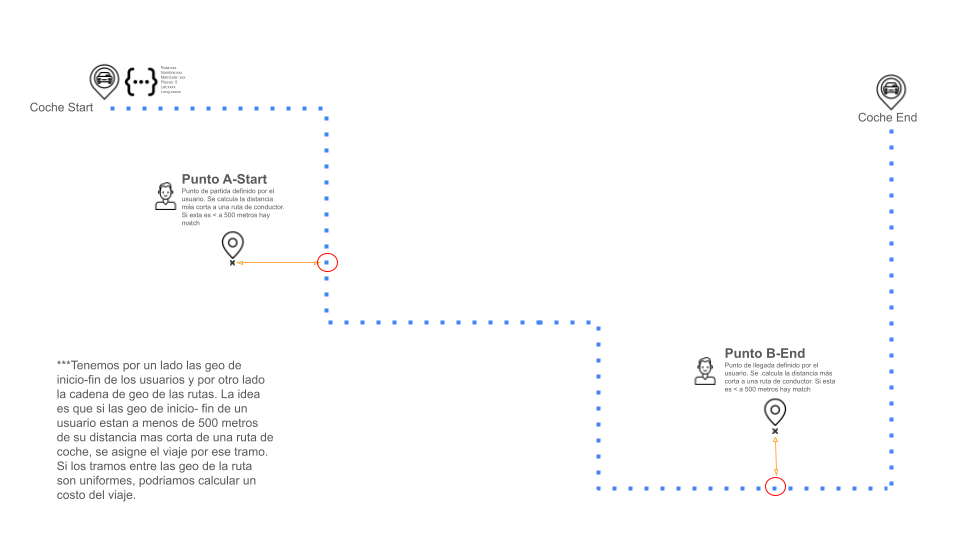 Ruta:xxx
Nombre:xxx
Matricula: xxx
Plazas: 5
Lat:xxxx
Long:xxxxx
Coche Start
Coche End
Punto A-Start
Punto de partida definido por el
usuario. Se calcula la distancia
más corta a una ruta de conductor.
Si esta es < a 500 metros hay
match
Punto B-End
Punto de llegada definido por el
usuario. Se .calcula la distancia más
corta a una ruta de conductor. Si esta
es < a 500 metros hay match
***Tenemos por un lado las geo de
inicio-fin de los usuarios y por otro lado
la cadena de geo de las rutas. La idea
es que si las geo de inicio- fin de un
usuario estan a menos de 500 metros
de su distancia mas corta de una ruta de
coche, se asigne el viaje por ese tramo.
Si los tramos entre las geo de la ruta
son uniformes, podriamos calcular un
costo del viaje.